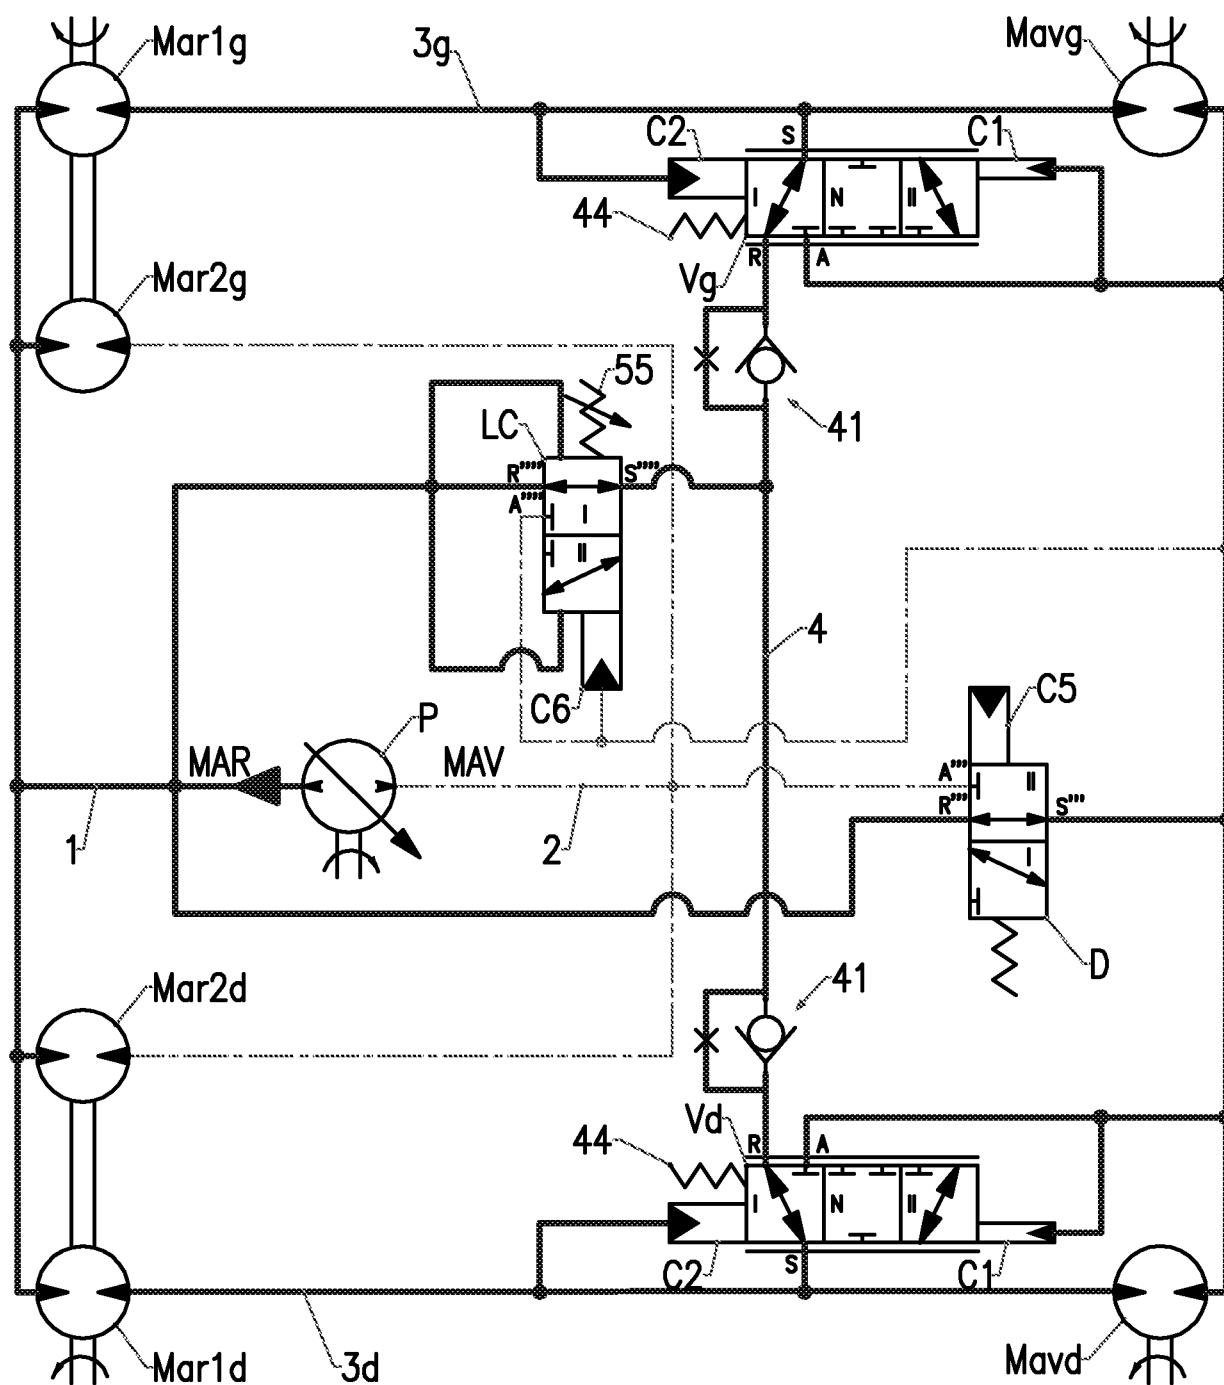 Mar1g
3g
Mavg
C2
S
C1
I
N
II
44
R
A
Vg
Mar2g
55
41
LC
R''''
S''''
A''''
I
II
4
C6
C5
P
MAR
MAV
A'''
II
R'''
S'''
1
2
I
D
Mar2d
41
Vd
44
R
A
I
N
II
C2
S
C1
Mar1d
3d
Mavd